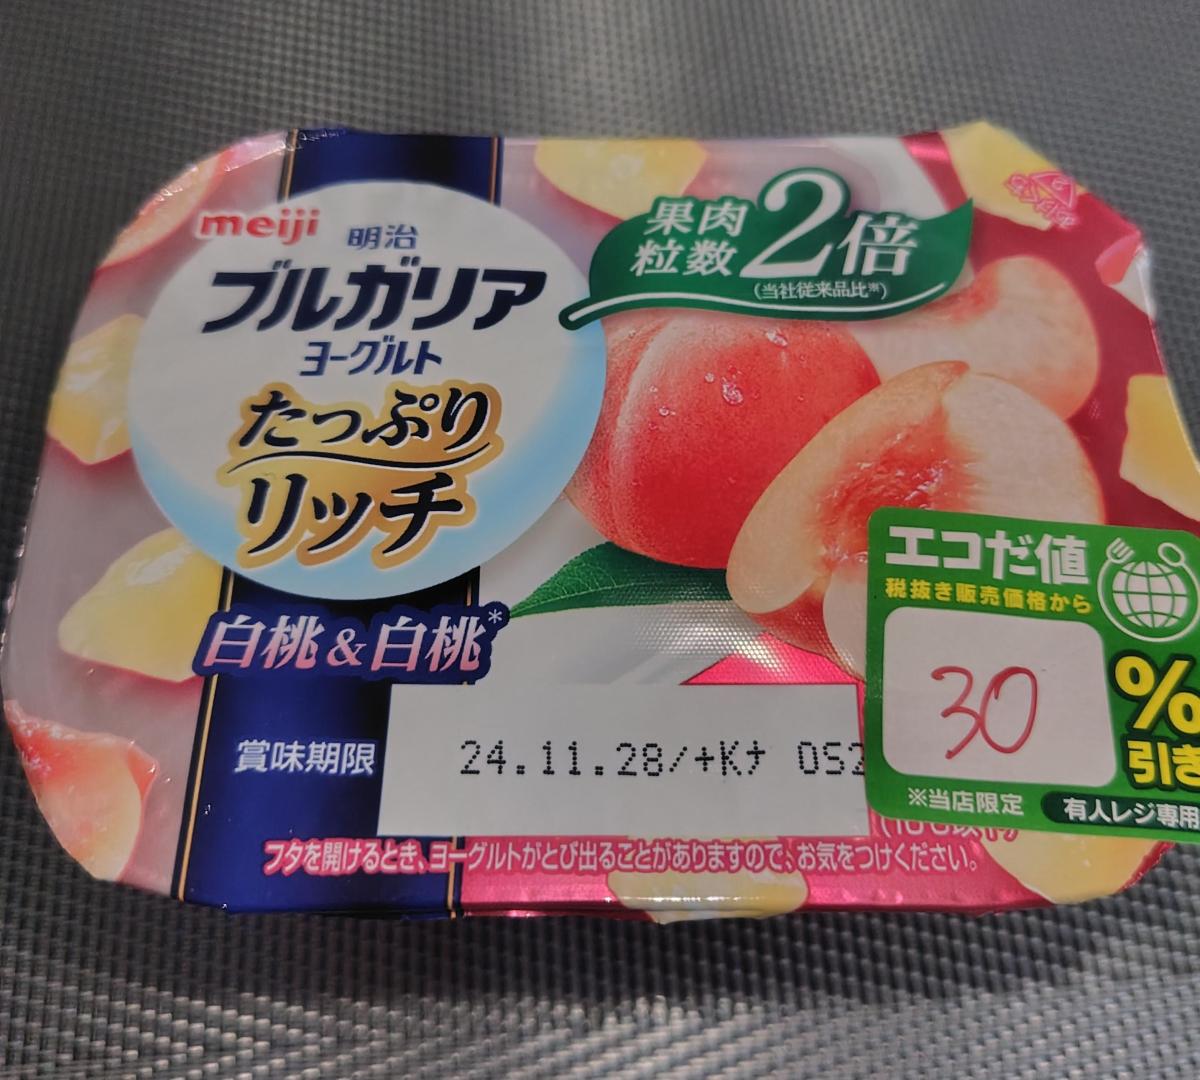 meiji
明治
ブルガリア
ヨーグルト
たっぷり
リッチ
白桃&白桃*
果肉
粒数
2倍
(当社従来品比※)
エコだ値
税抜き販売価格から
30
%
引き
※当店限定
有人レジ専用
賞味期限
24.11.28/+Kナ OS2
フタを開けるとき、ヨーグルトがとび出ることがありますので、お気をつけください。